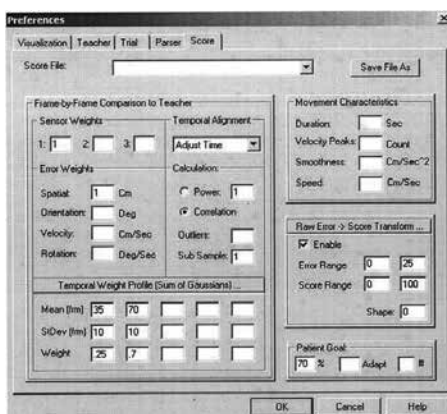 Preferences
Visualization Teacher Trial Parser Score
Score File: Save File As
Frame-by-Frame Comparison to Teacher
Sensor Weights
1: 1 2: 3:
Temporal Alignment
Adjust Time
Error Weights
Spatial: 1 Cm
Orientation: Deg
Velocity: Cm/Sec
Rotation: Deg/Sec
Calculation:
Power: 1
Correlation
Outliers:
Sub Sample: 1
Temporal Weight Profile (Sum of Gaussians) ...
Mean (frm) 35 70
StDev (frm) 10 10
Weight .25 .7
Movement Characteristics
Duration: Sec
Velocity Peaks: Count
Smoothness: Cm/Sec^2
Speed: Cm/Sec
Raw Error -> Score Transform ...
Enable
Error Range 0 25
Score Range 0 100
Shape: 0
Patient Goal:
70 % Adapt #
OK Cancel Help